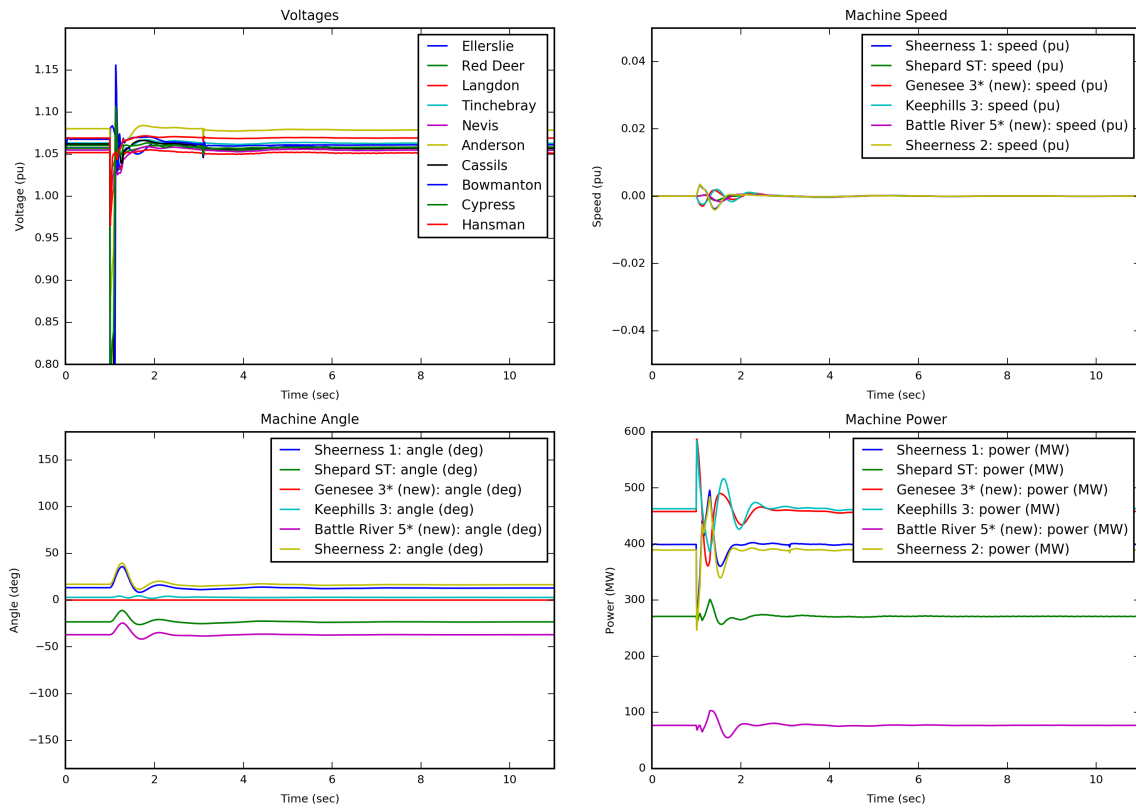 Voltages
1.15
1.10
1.05
1.00
0.95
0.90
0.85
0.80
Voltage (pu)
Ellerslie
Red Deer
Langdon
Tinchebray
Nevis
Anderson
Cassils
Bowmanton
Cypress
Hansman
0 2 4 6 8 10
Time (sec)
Machine Speed
0.04
0.02
0.00
−0.02
−0.04
Speed (pu)
Sheerness 1: speed (pu)
Shepard ST: speed (pu)
Genesee 3* (new): speed (pu)
Keephills 3: speed (pu)
Battle River 5* (new): speed (pu)
Sheerness 2: speed (pu)
0 2 4 6 8 10
Time (sec)
Machine Angle
150
100
50
0
−50
−100
−150
Angle (deg)
Sheerness 1: angle (deg)
Shepard ST: angle (deg)
Genesee 3* (new): angle (deg)
Keephills 3: angle (deg)
Battle River 5* (new): angle (deg)
Sheerness 2: angle (deg)
0 2 4 6 8 10
Time (sec)
Machine Power
600
500
400
300
200
100
0
Power (MW)
Sheerness 1: power (MW)
Shepard ST: power (MW)
Genesee 3* (new): power (MW)
Keephills 3: power (MW)
Battle River 5* (new): power (MW)
Sheerness 2: power (MW)
0 2 4 6 8 10
Time (sec)